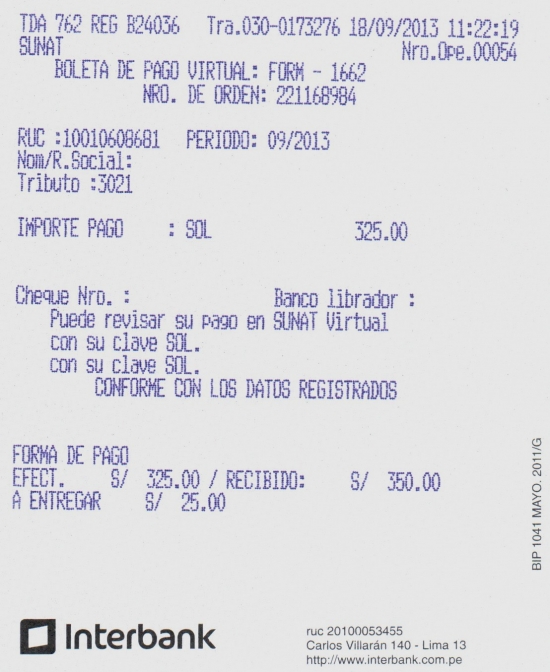 TDA 762 REG B24036 Tra.030-0173276 18/09/2013 11:22:19
SUNAT Nro.Ope.00054
BOLETA DE PAGO VIRTUAL: FORM - 1662
NRO. DE ORDEN: 221168984
RUC :10010608681 PERIODO: 09/2013
Nom/R.Social:
Tributo :3021
IMPORTE PAGO : SOL 325.00
Cheque Nro. : Banco librador :
Puede revisar su pago en SUNAT Virtual
con su clave SOL.
con su clave SOL.
CONFORME CON LOS DATOS REGISTRADOS
FORMA DE PAGO
EFECT. S/ 325.00 / RECIBIDO: S/ 350.00
A ENTREGAR S/ 25.00
BIP 1041 MAYO. 2011/G
Interbank
ruc 20100053455
Carlos Villarán 140 - Lima 13
http://www.interbank.com.pe